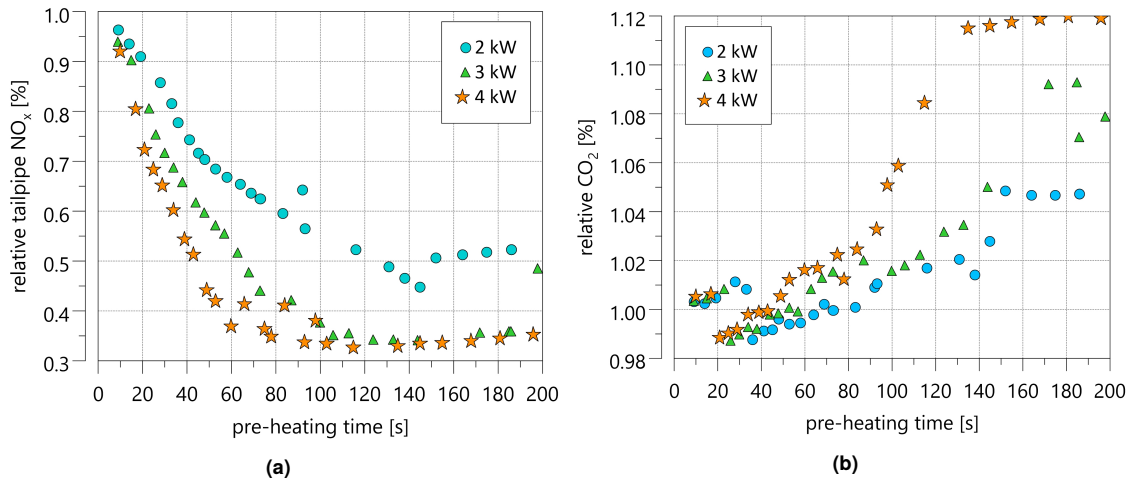 1.0
0.9
0.8
0.7
0.6
0.5
0.4
0.3
relative tailpipe NOₓ [%]
2 kW
3 kW
4 kW
0 20 40 60 80 100 120 140 160 180 200
pre-heating time [s]
(a)
1.12
1.10
1.08
1.06
1.04
1.02
1.00
0.98
relative CO₂ [%]
2 kW
3 kW
4 kW
0 20 40 60 80 100 120 140 160 180 200
pre-heating time [s]
(b)